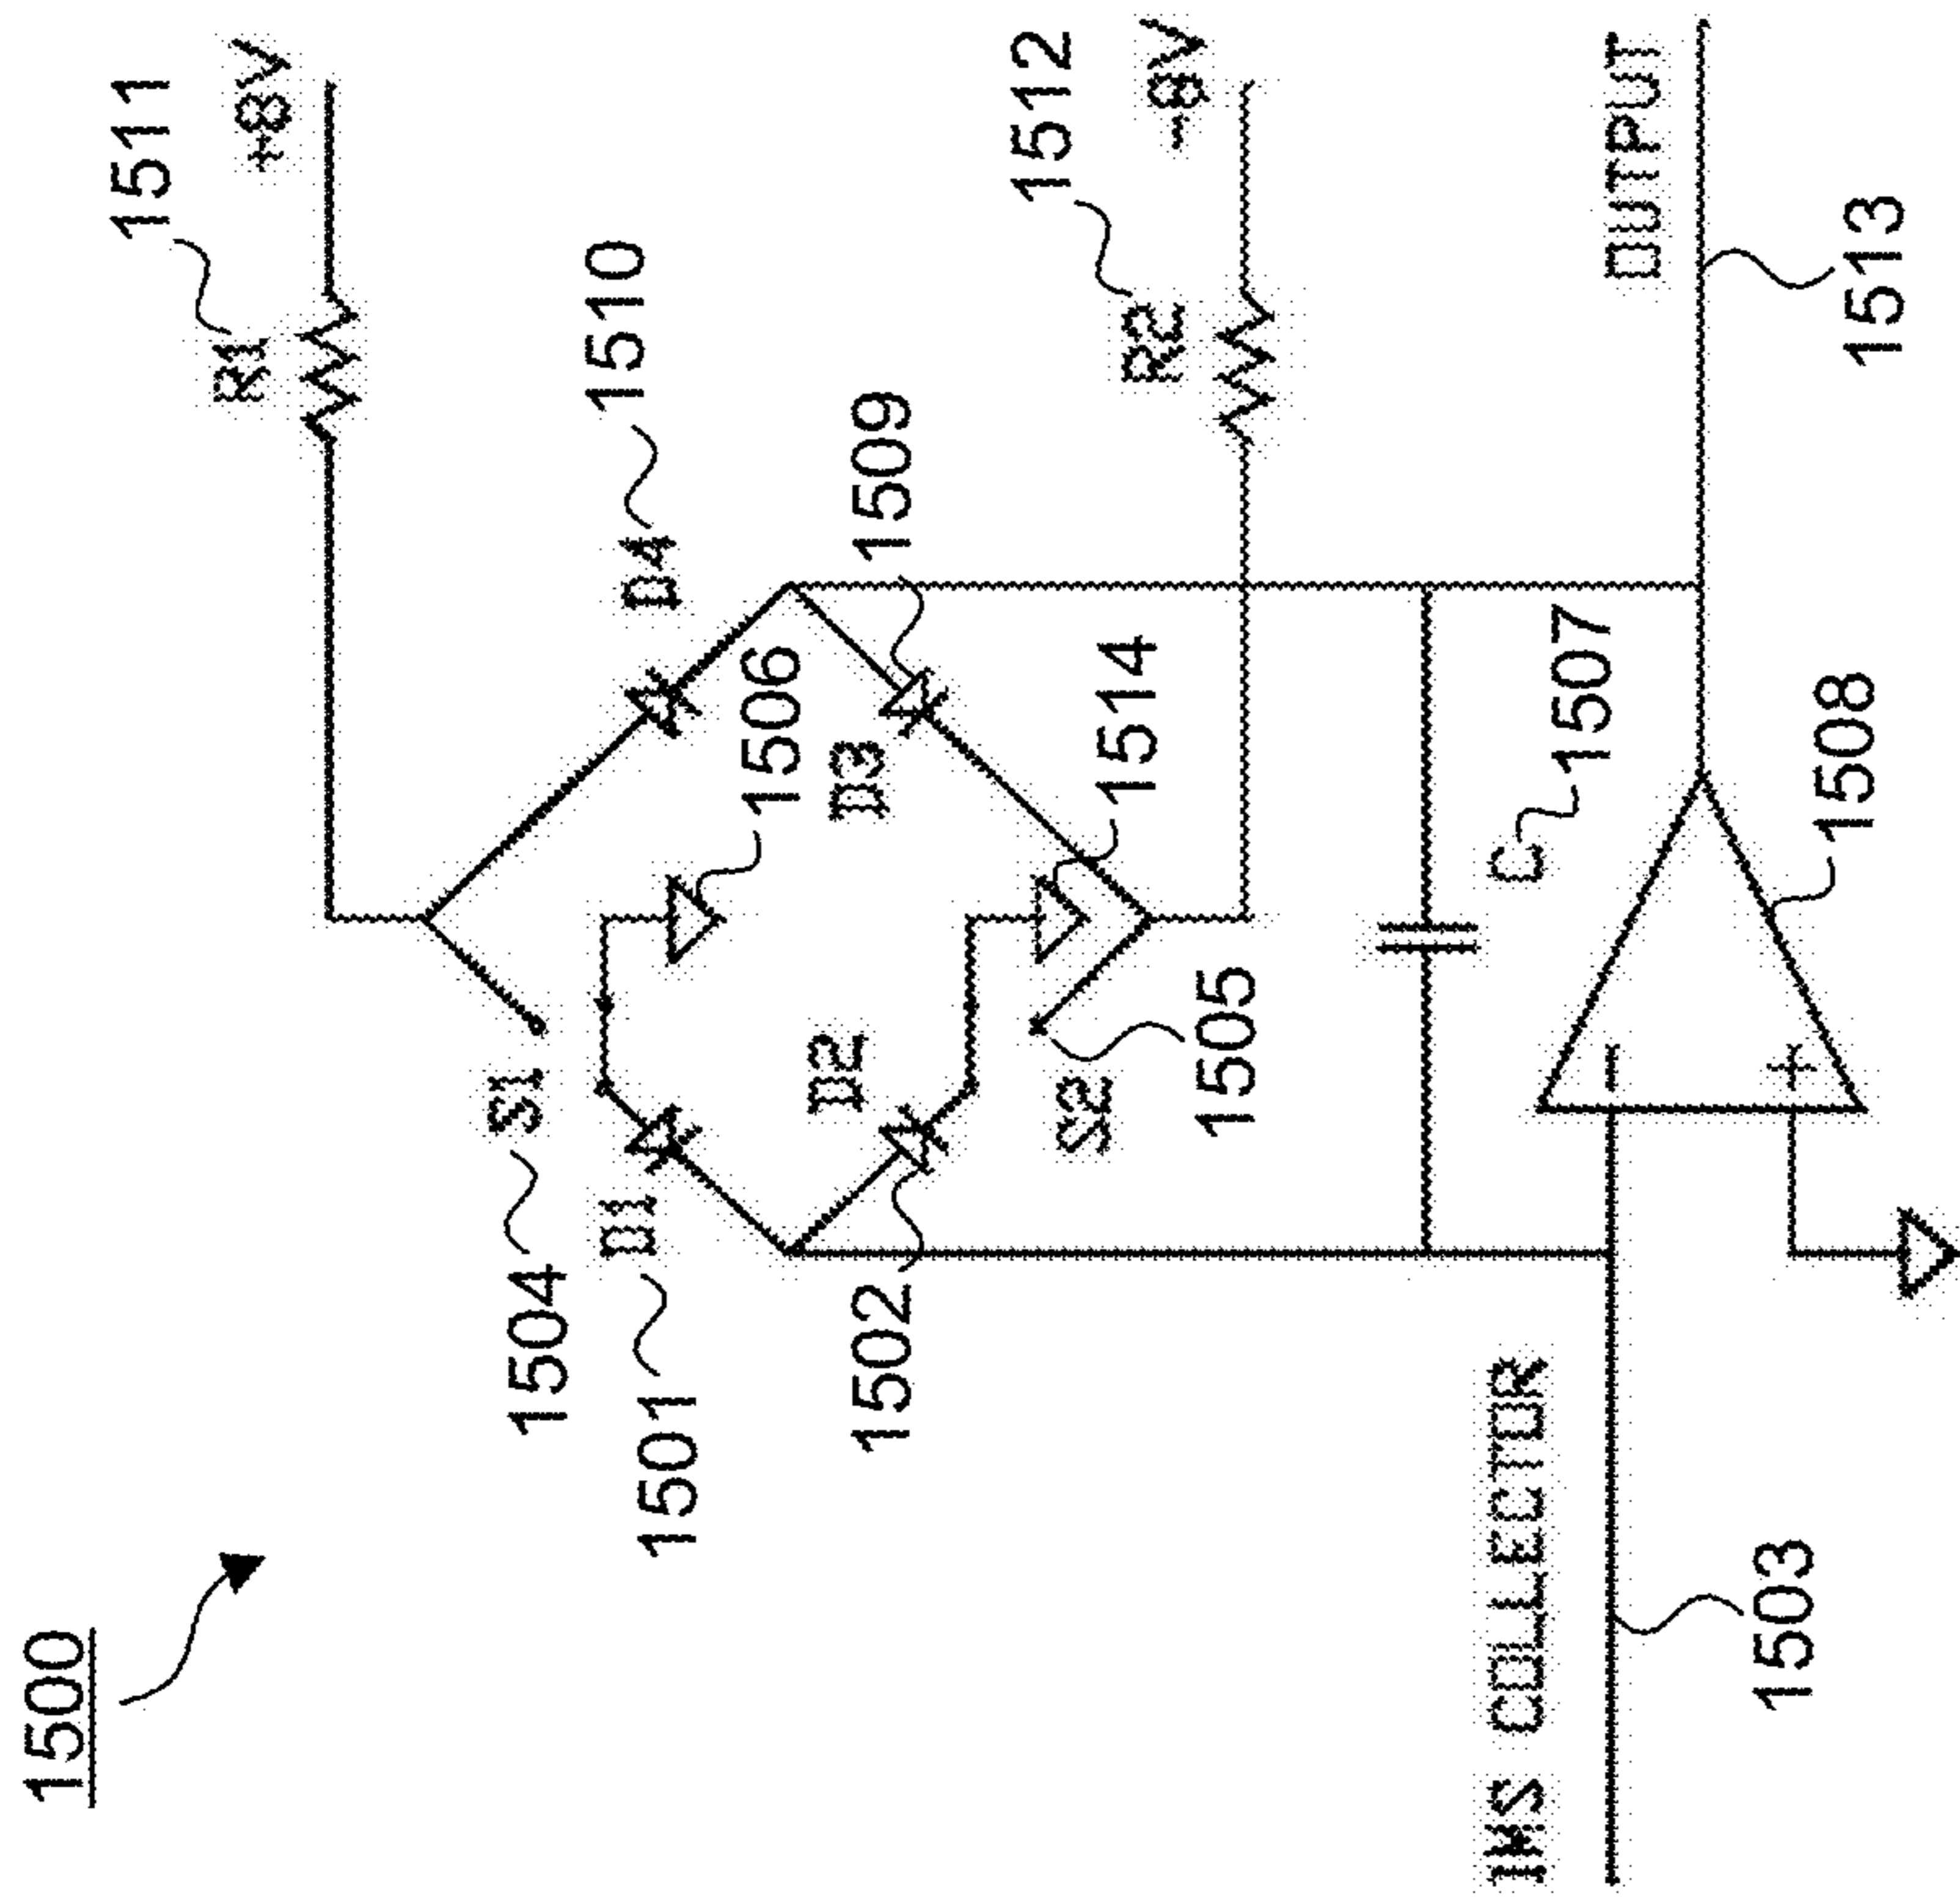 1500
1511
+8V
R1
1510
D4
1509
1506
D3
1514
1512
-8V
R2
S1
1504
D1
1501
D2
1502
S2
1505
C
1507
1508
OUTPUT
1513
IMS COLLECTOR
1503
-
+